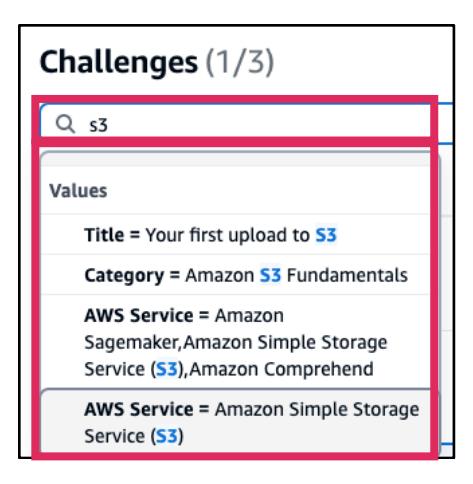 Challenges (1/3)
s3
Values
Title = Your first upload to S3
Category = Amazon S3 Fundamentals
AWS Service = Amazon
Sagemaker,Amazon Simple Storage
Service (S3),Amazon Comprehend
AWS Service = Amazon Simple Storage
Service (S3)